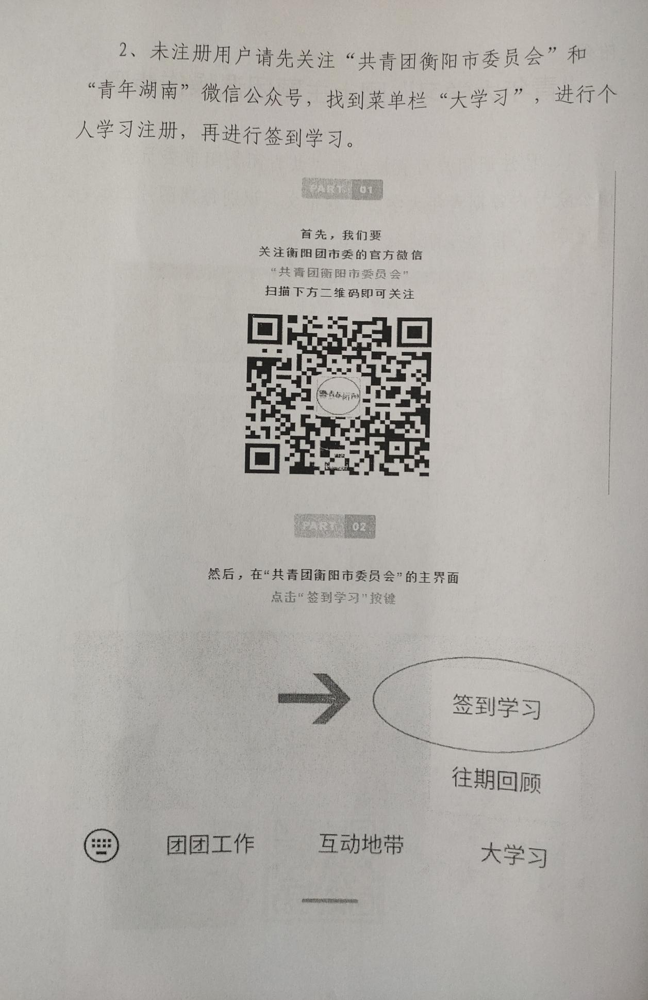 2、未注册用户请先关注“共青团衡阳市委员会”和
“青年湖南”微信公众号，找到菜单栏“大学习”，进行个
人学习注册，再进行签到学习。
PART 01
首先，我们要
关注衡阳团市委的官方微信
“共青团衡阳市委员会”
扫描下方二维码即可关注
PART 02
然后，在“共青团衡阳市委员会”的主界面
点击“签到学习”按键
签到学习
往期回顾
团团工作 互动地带 大学习